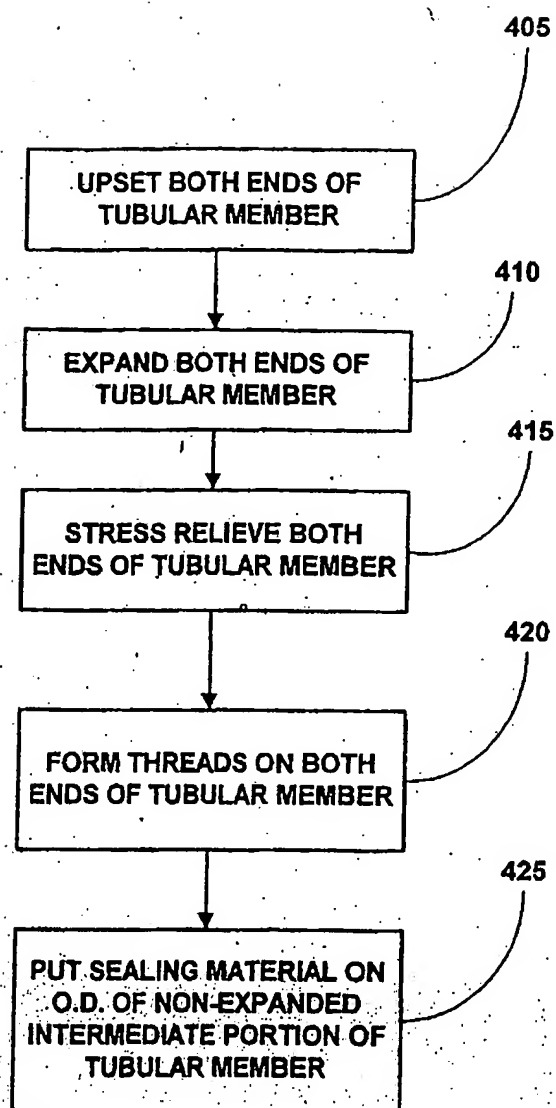 405
UPSET BOTH ENDS OF
TUBULAR MEMBER
410
EXPAND BOTH ENDS OF
TUBULAR MEMBER
415
STRESS RELIEVE BOTH
ENDS OF TUBULAR MEMBER
420
FORM THREADS ON BOTH
ENDS OF TUBULAR MEMBER
425
PUT SEALING MATERIAL ON
O.D. OF NON-EXPANDED
INTERMEDIATE PORTION OF
TUBULAR MEMBER